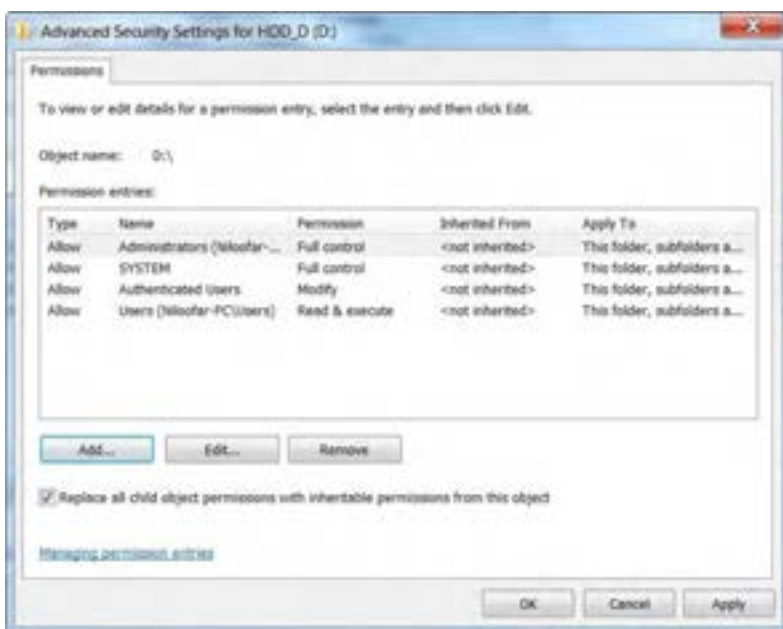 Advanced Security Settings for HDD_D (D:)
Permissions
To view or edit details for a permission entry, select the entry and then click Edit.
Object name: D:\
Permission entries:
Type Name Permission Inherited From Apply To
Allow Administrators (Niloofar-... Full control <not inherited> This folder, subfolders a...
Allow SYSTEM Full control <not inherited> This folder, subfolders a...
Allow Authenticated Users Modify <not inherited> This folder, subfolders a...
Allow Users (Niloofar-PC\Users) Read & execute <not inherited> This folder, subfolders a...
Add... Edit... Remove
Replace all child object permissions with inheritable permissions from this object
Managing permission entries
OK Cancel Apply